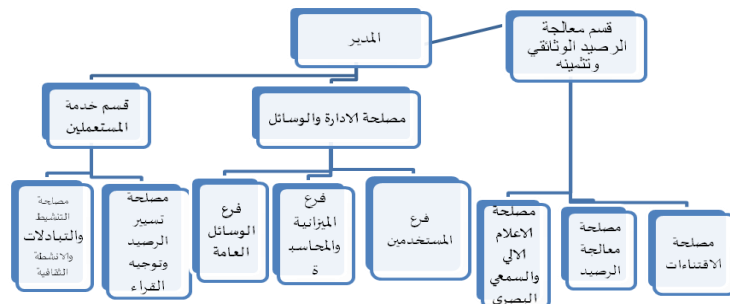 المدير
قسم معالجة
الرصيد الوثائقي
وتثمينه
قسم خدمة
المستعملين
مصلحة الادارة والوسائل
مصلحة
التنشيط
والتبادلات
والانشطة
الثقافية
مصلحة
تسيير
الرصيد
وتوجيه
القراء
فرع
الوسائل
العامة
فرع
الميزانية
والمحاسب
ة
فرع
المستخدمين
مصلحة
الاعلام
الالي
والسمعي
البصري
مصلحة
معالجة
الرصيد
مصلحة
الاقتناءات